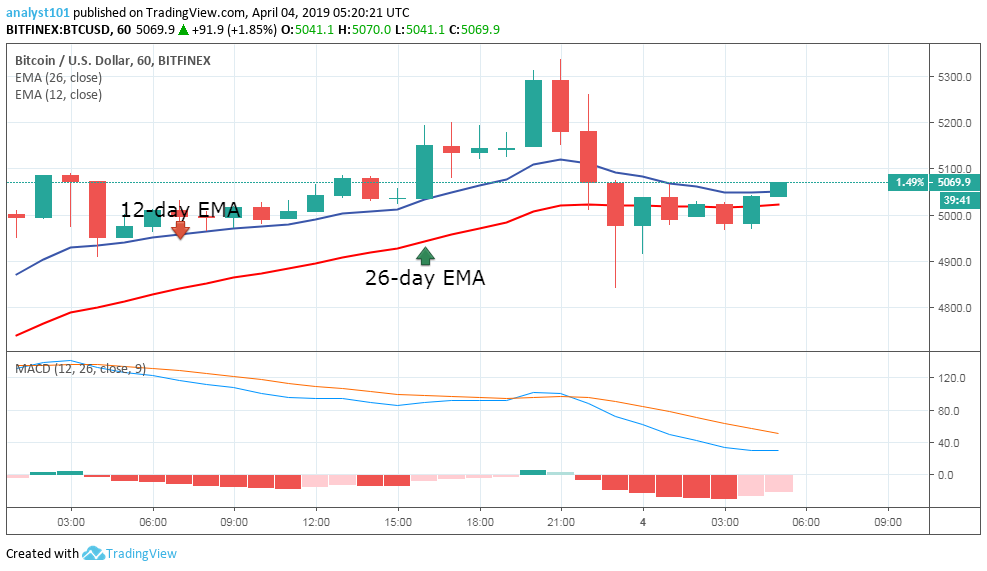 analyst101 published on TradingView.com, April 04, 2019 05:20:21 UTC
BITFINEX:BTCUSD, 60 5069.9 ▲ +91.9 (+1.85%) O:5041.1 H:5070.0 L:5041.1 C:5069.9
Bitcoin / U.S. Dollar, 60, BITFINEX
EMA (26, close)
EMA (12, close)
5300.0
5200.0
5100.0
1.49% 5069.9
39:41
5000.0
4900.0
4800.0
12-day EMA
26-day EMA
MACD (12, 26, close, 9)
120.0
80.0
40.0
0.0
03:00 06:00 09:00 12:00 15:00 18:00 21:00 4 03:00 06:00 09:00
Created with TradingView